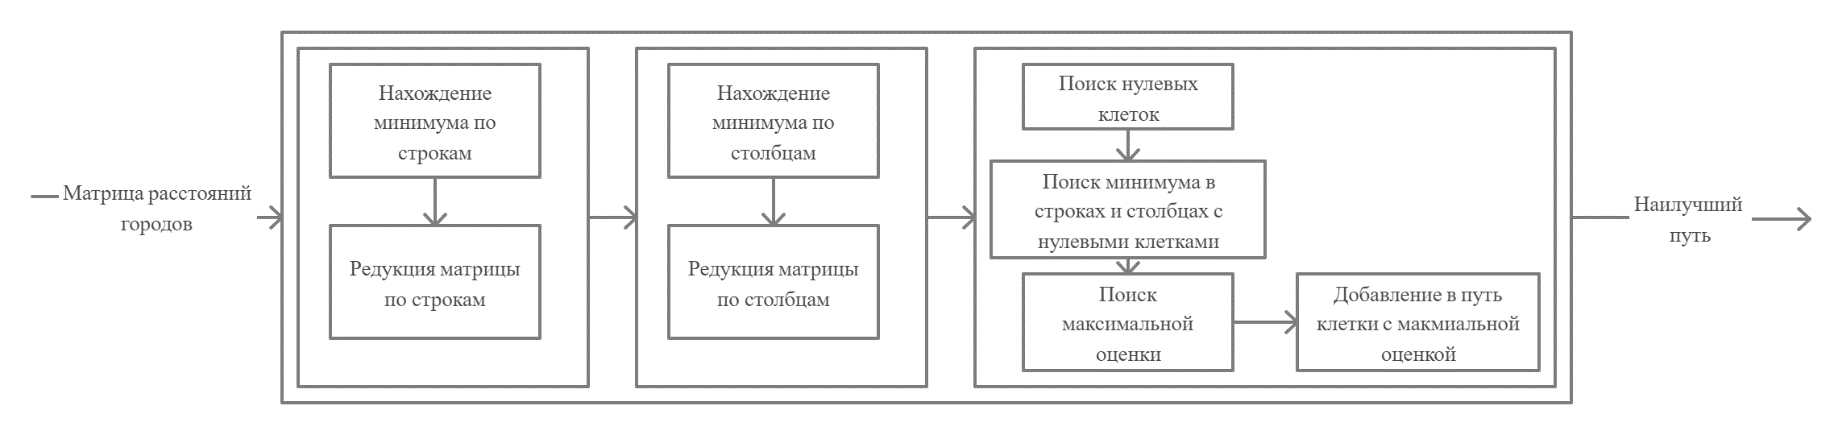 Матрица расстояний
городов
Нахождение
минимума по
строкам
Редукция матрицы
по строкам
Нахождение
минимума по
столбцам
Редукция матрицы
по столбцам
Поиск нулевых
клеток
Поиск минимума в
строках и столбцах с
нулевыми клетками
Поиск
максимальной
оценки
Добавление в путь
клетки с макмиальной
оценкой
Наилучший
путь